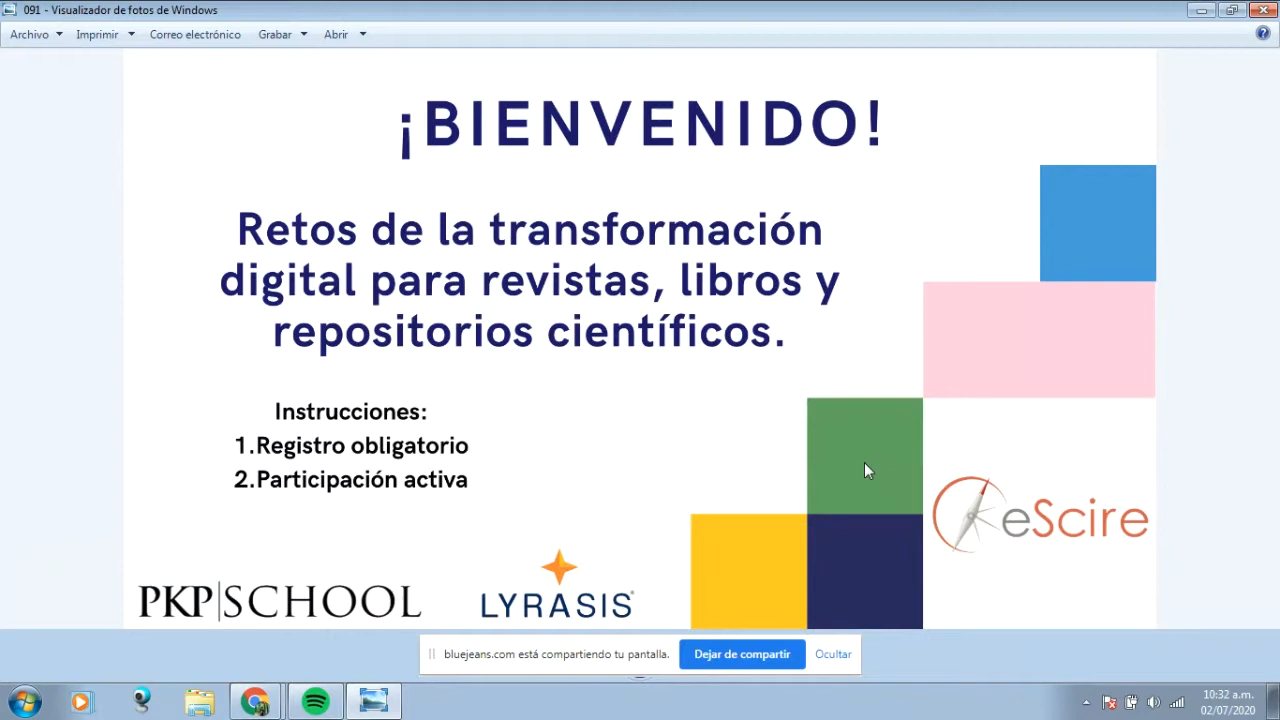 091 - Visualizador de fotos de Windows
Archivo Imprimir Correo electrónico Grabar Abrir
¡BIENVENIDO!
Retos de la transformación
digital para revistas, libros y
repositorios científicos.
Instrucciones:
1.Registro obligatorio
2.Participación activa
eScire
PKP|SCHOOL
LYRASIS
bluejeans.com está compartiendo tu pantalla. Dejar de compartir Ocultar
10:32 a.m.
02/07/2020